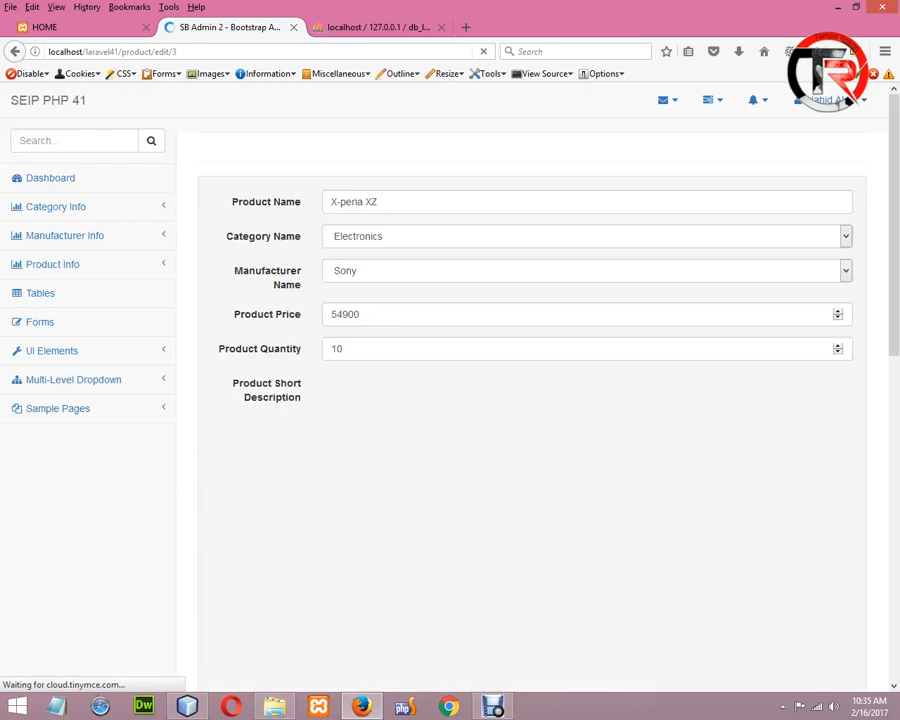 File Edit View History Bookmarks Tools Help
HOME
SB Admin 2 - Bootstrap A...
localhost / 127.0.0.1 / db_l...
localhost/laravel41/product/edit/3
Search
Disable Cookies CSS Forms Images Information Miscellaneous Outline Resize Tools View Source Options
SEIP PHP 41
Search...
Dashboard
Category Info
Manufacturer Info
Product Info
Tables
Forms
UI Elements
Multi-Level Dropdown
Sample Pages
Product Name X-peria XZ
Category Name Electronics
Manufacturer Name Sony
Product Price 54900
Product Quantity 10
Product Short
Description
Waiting for cloud.tinymce.com...
Dw
10:35 AM
2/16/2017